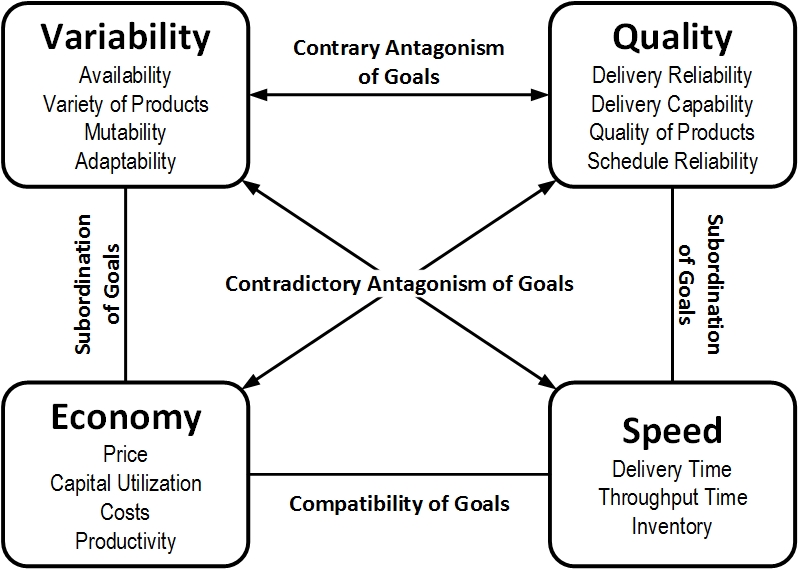 Variability
Availability
Variety of Products
Mutability
Adaptability
Contrary Antagonism
of Goals
Quality
Delivery Reliability
Delivery Capability
Quality of Products
Schedule Reliability
Subordination
of Goals
Contradictory Antagonism of Goals
Subordination
of Goals
Economy
Price
Capital Utilization
Costs
Productivity
Compatibility of Goals
Speed
Delivery Time
Throughput Time
Inventory